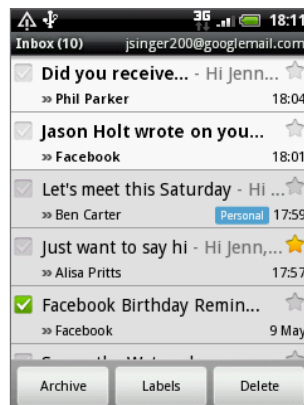 3G 18:11
Inbox (10) jsinger200@googlemail.com
Did you receive... - Hi Jenn,...
» Phil Parker 18:04
Jason Holt wrote on you...
» Facebook 18:01
Let's meet this Saturday - Hi ...
» Ben Carter Personal 17:59
Just want to say hi - Hi Jenn,...
» Alisa Pritts 17:57
Facebook Birthday Remin...
» Facebook 9 May
Archive Labels Delete